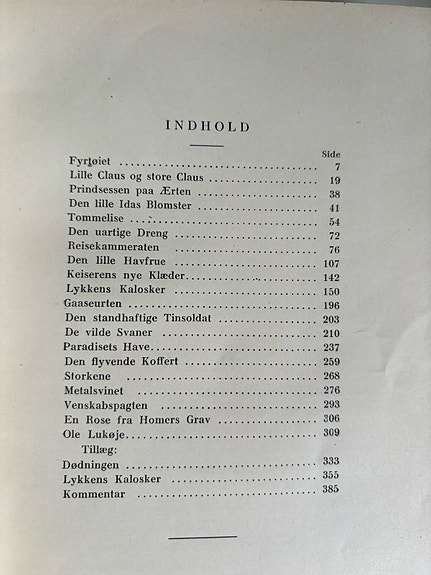 INDHOLD
Side
Fyrtøiet .......................... 7
Lille Claus og store Claus .......................... 19
Prindsessen paa Ærten .......................... 38
Den lille Idas Blomster .......................... 41
Tommelise .......................... 54
Den uartige Dreng .......................... 72
Reisekammeraten .......................... 76
Den lille Havfrue .......................... 107
Keiserens nye Klæder .......................... 142
Lykkens Kalosker .......................... 150
Gaaseurten .......................... 196
Den standhaftige Tinsoldat .......................... 203
De vilde Svaner .......................... 210
Paradisets Have .......................... 237
Den flyvende Koffert .......................... 259
Storkene .......................... 268
Metalsvinet .......................... 276
Venskabspagten .......................... 293
En Rose fra Homers Grav .......................... 306
Ole Lukøje .......................... 309
Tillæg:
Dødningen .......................... 333
Lykkens Kalosker .......................... 355
Kommentar .......................... 385